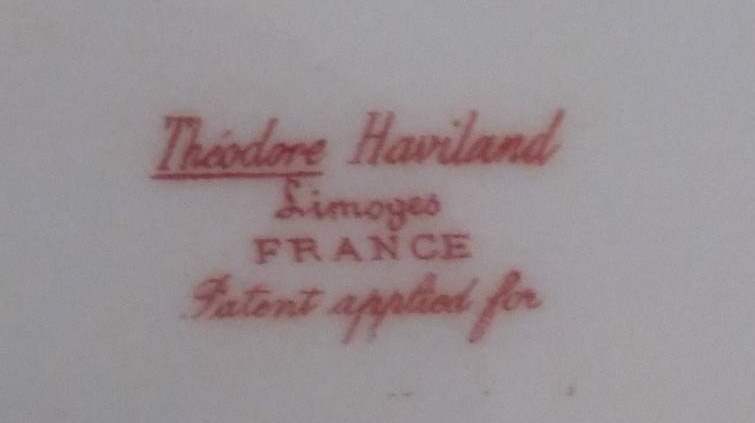 Théodore Haviland
Limoges
FRANCE
Patent applied for